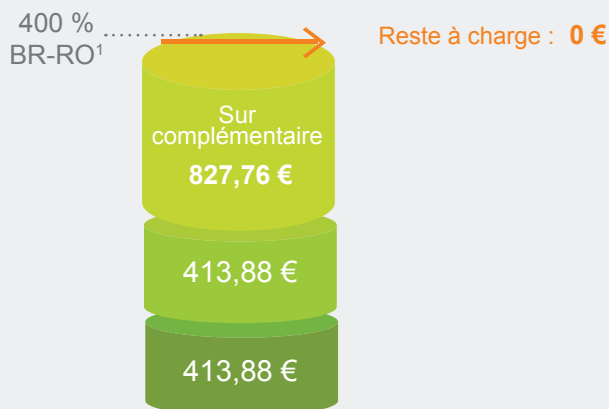 400 %
BR-RO¹
Reste à charge : 0 €
Sur
complémentaire
827,76 €
413,88 €
413,88 €